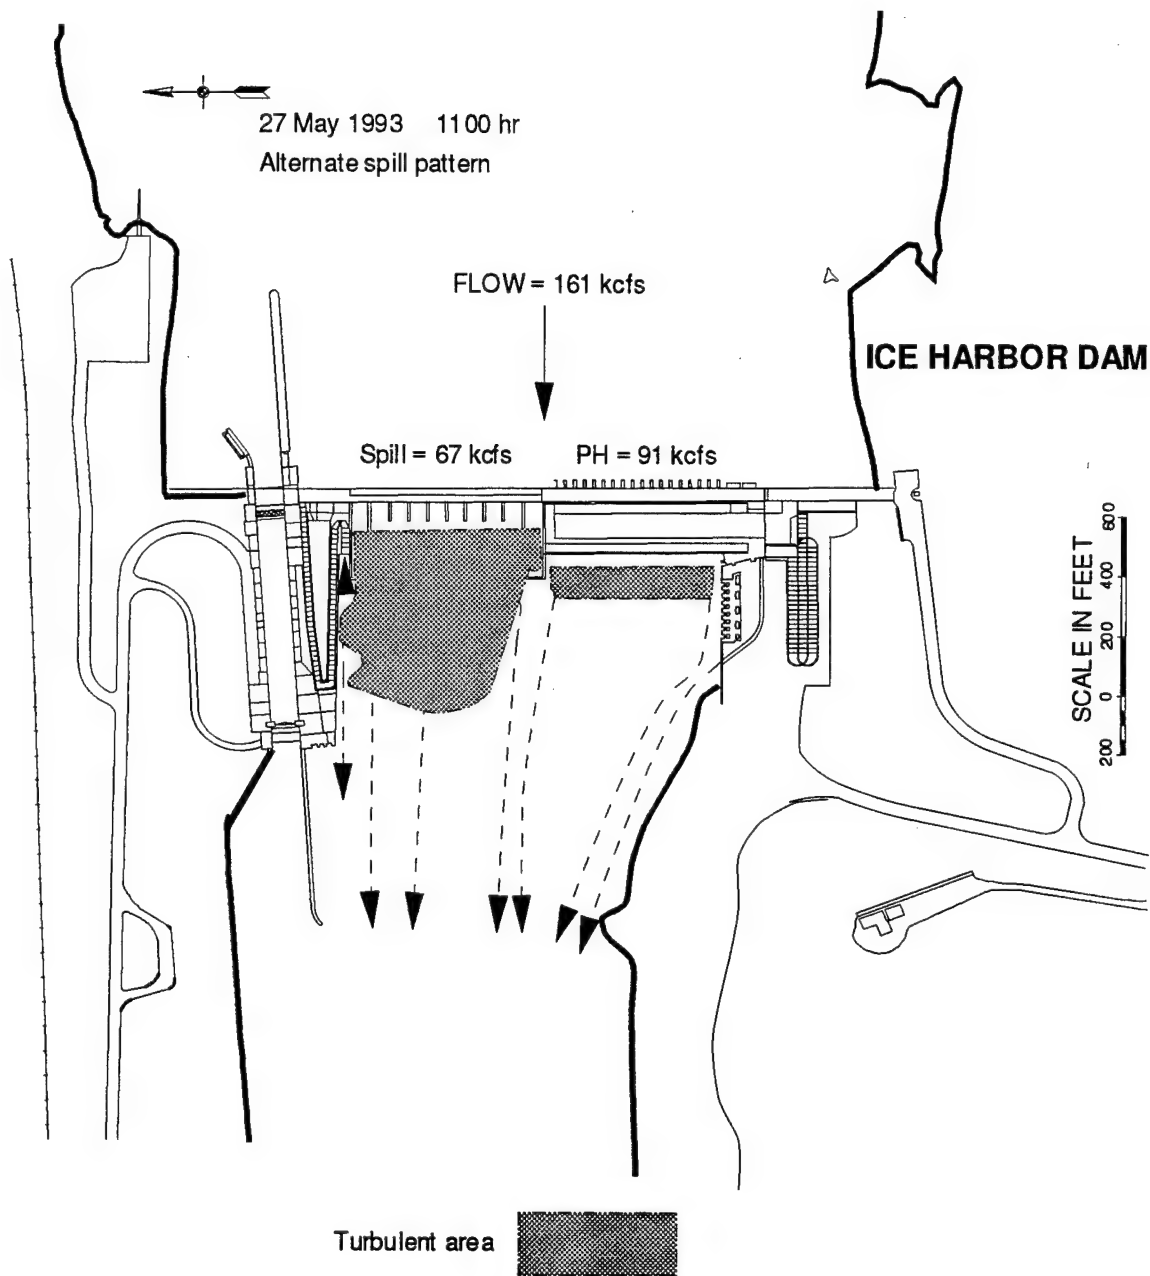 27 May 1993 1100 hr
Alternate spill pattern
FLOW = 161 kcfs
ICE HARBOR DAM
Spill = 67 kcfs
PH = 91 kcfs
SCALE IN FEET
600
400
200
0
200
Turbulent area